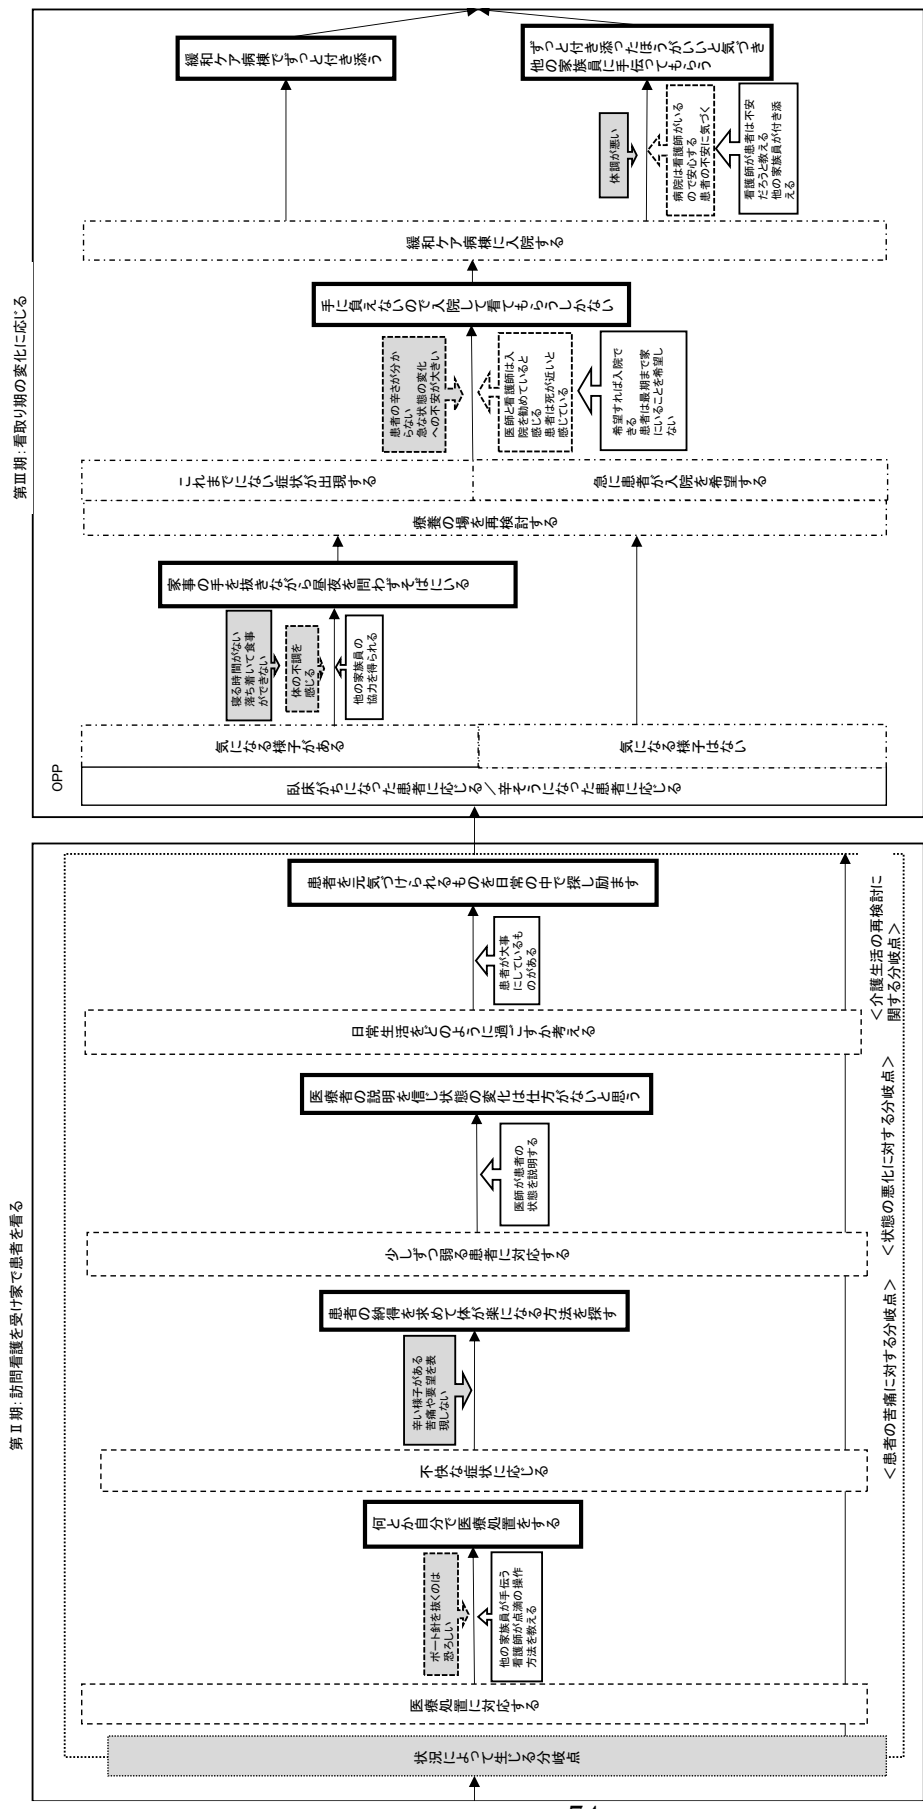 第Ⅱ期：訪問看護を受け家で患者を看る
状況によって生じる分岐点
医療処置に対応する
ポート針を抜くのは
恐ろしい
他の家族員が手伝う
看護師が点滴の操作
方法を教える
何とか自分で医療処置をする
不快な症状に応じる
辛い様子がある
苦痛や要望を表
現しない
患者の納得を求めて体が楽になる方法を探す
少しずつ弱る患者に対応する
医師が患者の
状態を説明する
医療者の説明を信じ状態の変化は仕方がないと思う
日常生活をどのように過ごすか考える
患者が大事
にしているも
のがある
患者を元気づけられるものを日常の中で探し励ます
＜患者の苦痛に対する分岐点＞
＜状態の悪化に対する分岐点＞
＜介護生活の再検討に
関する分岐点＞
第Ⅲ期：看取り期の変化に応じる
OPP
臥床がちになった患者に応じる／辛そうになった患者に応じる
気になる様子がある
気になる様子はない
寝る時間がない
落ち着いて食事
ができない
体の不調を
感じる
他の家族員の
協力を得られる
家事の手を抜きながら昼夜を問わずそばにいる
療養の場を再検討する
これまでにない症状が出現する
急に患者が入院を希望する
患者の辛さが分か
らない
急な状態の変化
への不安が大きい
医師と看護師は入
院を勧めていると
感じる
患者は死が近いと
感じている
希望すれば入院で
きる
患者は最期まで家
にいることを希望し
ない
手に負えないので入院して看てもらうしかない
緩和ケア病棟に入院する
体調が悪い
病院は看護師がいる
ので安心する
患者の不安に気づく
看護師が患者は不安
だろうと教える
他の家族員が付き添
える
緩和ケア病棟でずっと付き添う
ずっと付き添ったほうがいいと気づき
他の家族員に手伝ってもらう